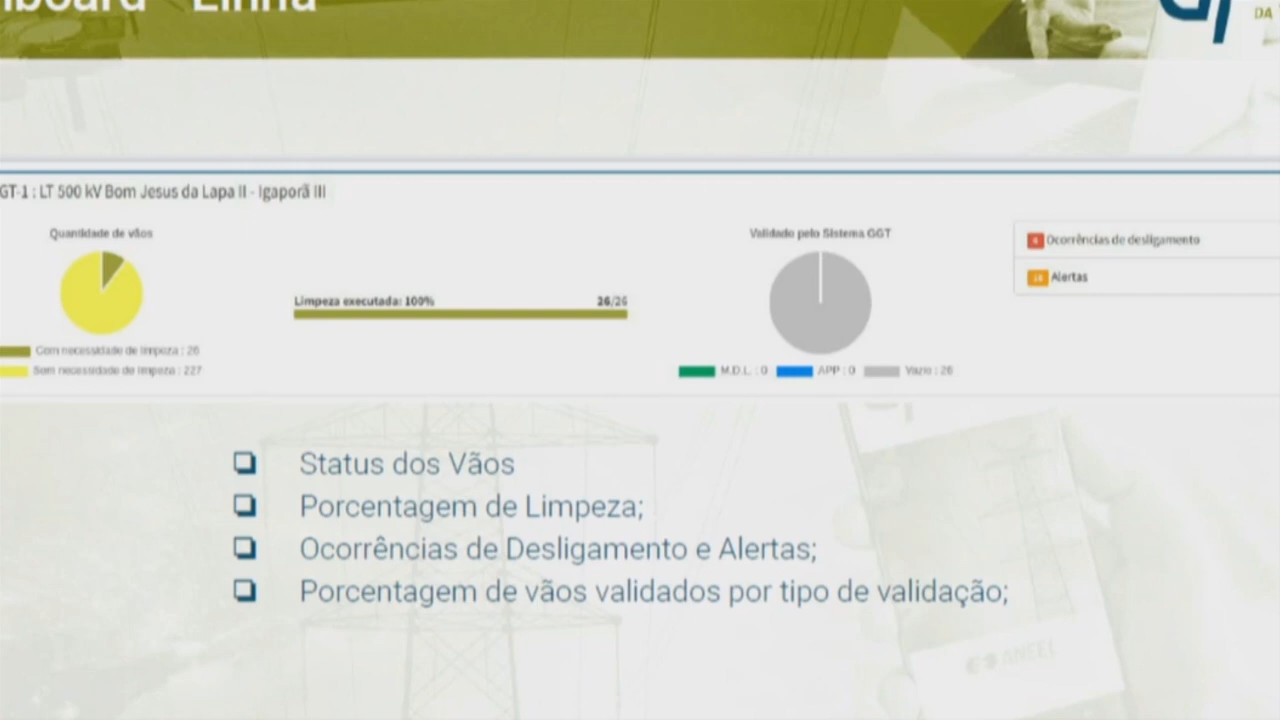 Linha
GT-1 : LT 500 kV Bom Jesus da Lapa II - Igaporã III
Quantidade de vãos
Validado pelo Sistema GGT
Ocorrências de desligamento
Alertas
Limpeza executada: 100% 26/26
Com necessidade de limpeza : 26
Sem necessidade de limpeza : 227
M.D.L. : 0 APP : 0 Vazio : 26
Status dos Vãos
Porcentagem de Limpeza;
Ocorrências de Desligamento e Alertas;
Porcentagem de vãos validados por tipo de validação;
ANEEL
DA